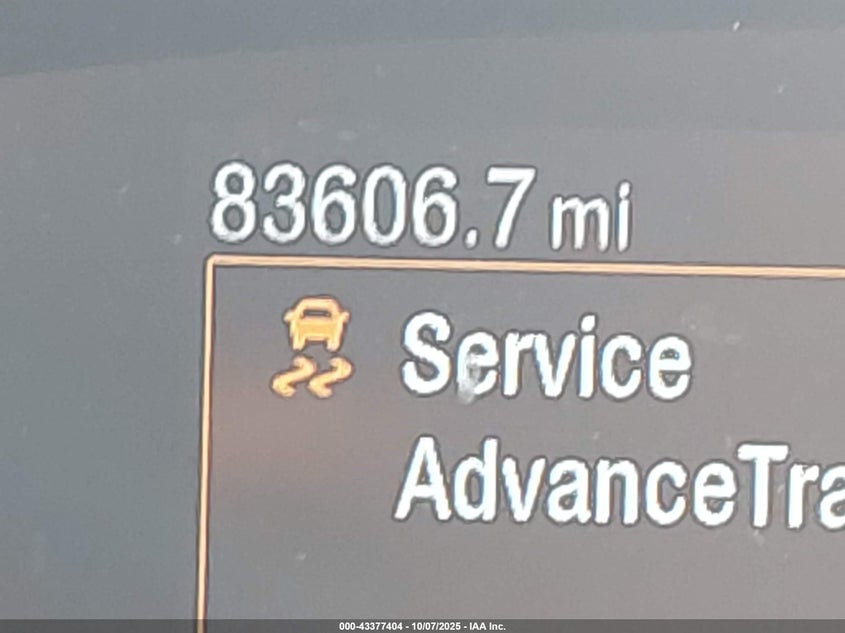 83606.7 mi
Service
AdvanceTra
000-43377404 - 10/07/2025 - IAA Inc.